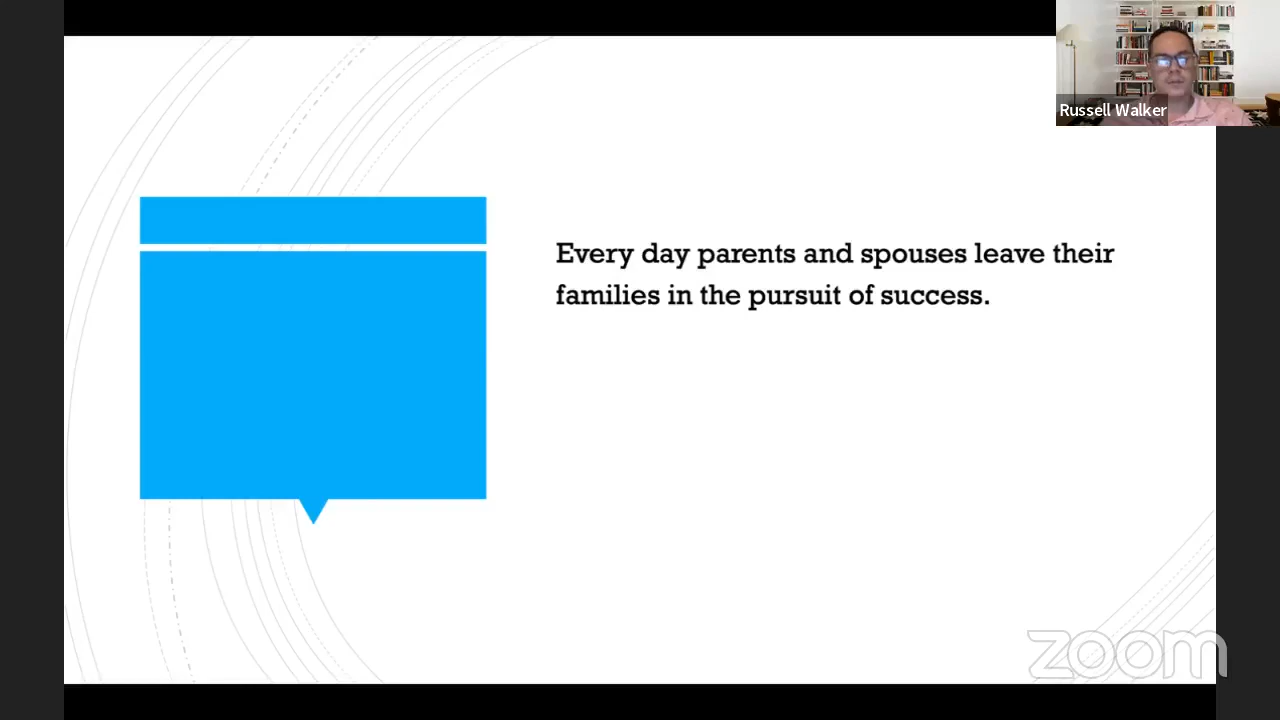 Russell Walker
Every day parents and spouses leave their
families in the pursuit of success.
zoom